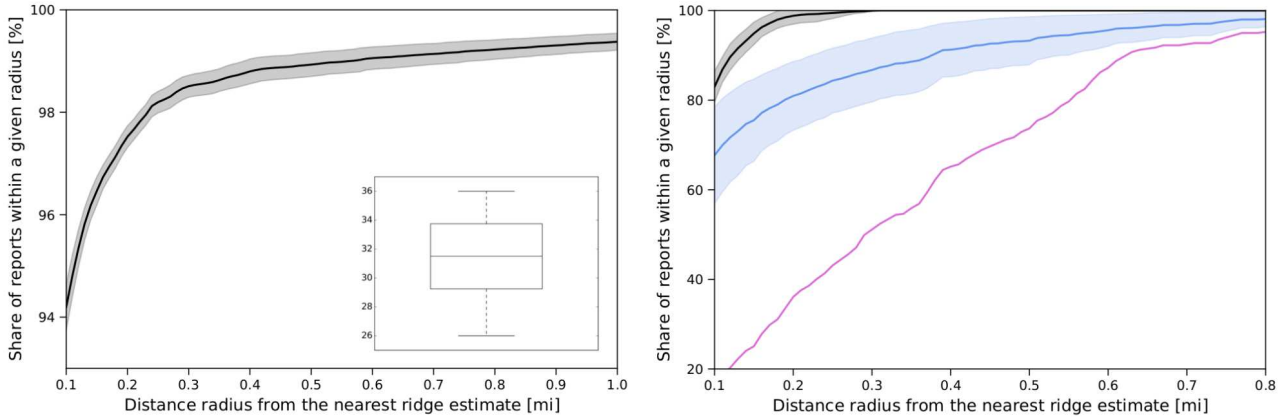 Share of reports within a given radius [%]
100
98
96
94
36
34
32
30
28
26
0.1 0.2 0.3 0.4 0.5 0.6 0.7 0.8 0.9 1.0
Distance radius from the nearest ridge estimate [mi]
Share of reports within a given radius [%]
100
80
60
40
20
0.1 0.2 0.3 0.4 0.5 0.6 0.7 0.8
Distance radius from the nearest ridge estimate [mi]